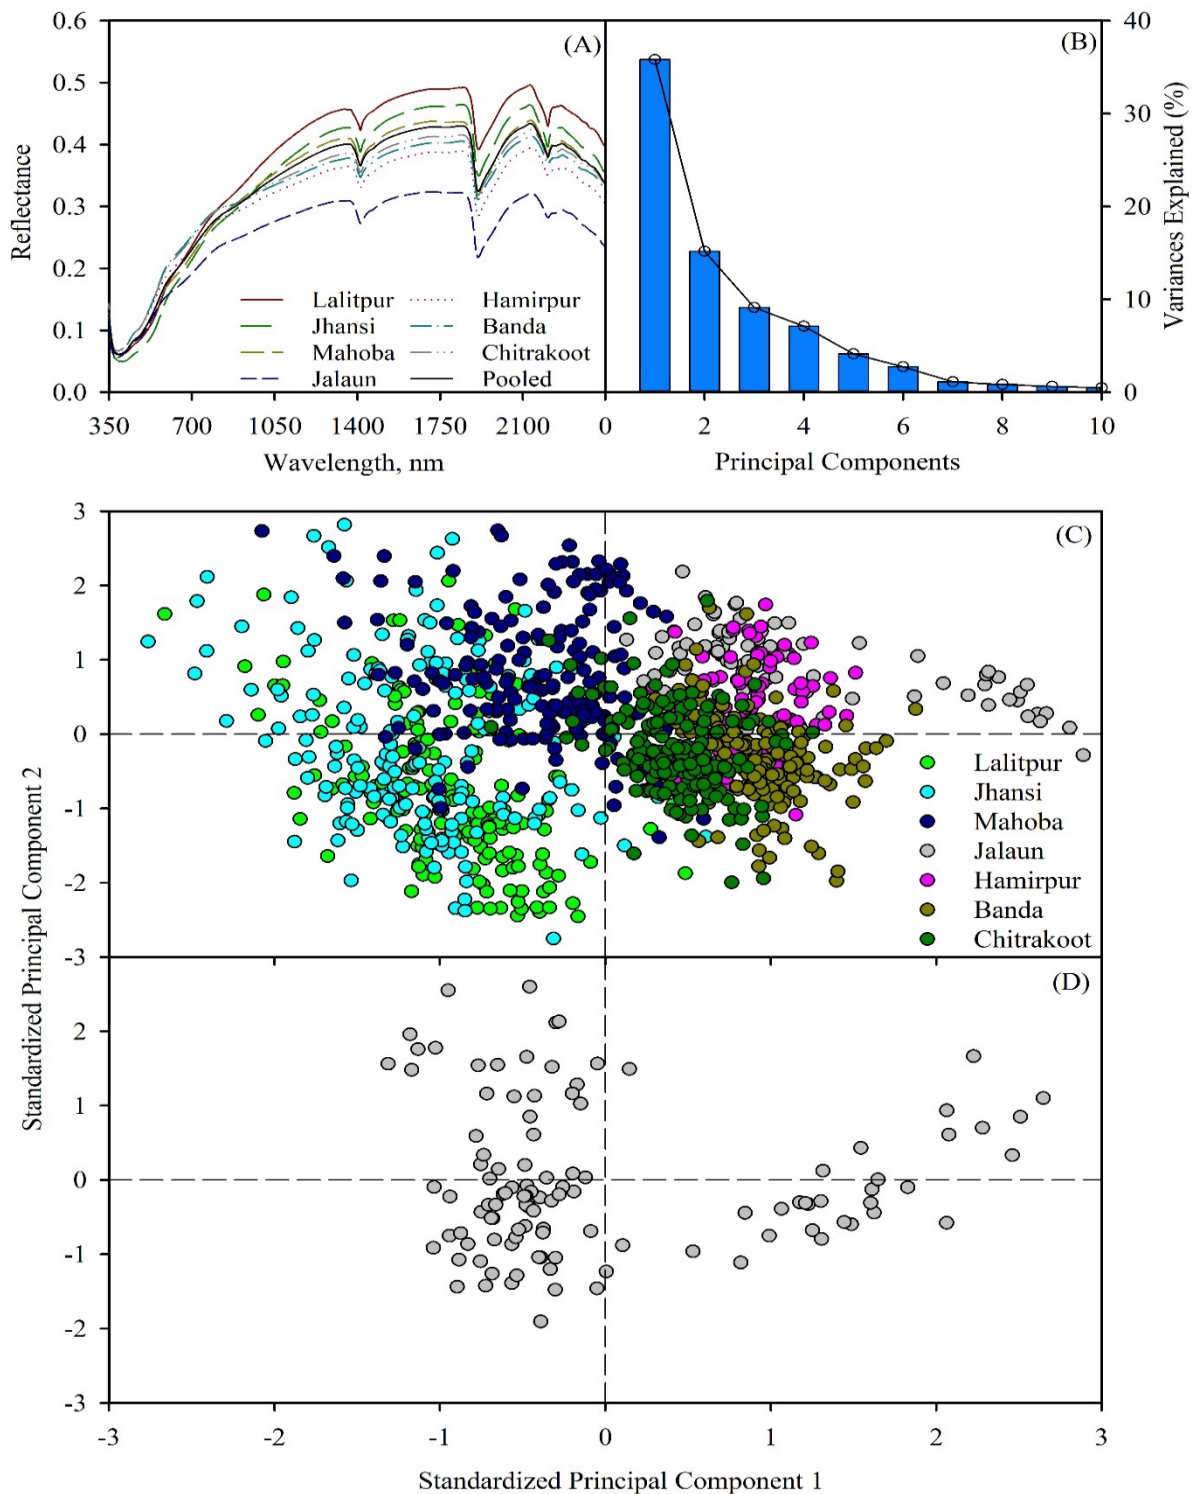 (A)
0.6
0.5
0.4
0.3
0.2
0.1
0.0
Reflectance
Lalitpur
Jhansi
Mahoba
Jalaun
Hamirpur
Banda
Chitrakoot
Pooled
350 700 1050 1400 1750 2100
Wavelength, nm
(B)
40
30
20
10
0
Variances Explained (%)
0 2 4 6 8 10
Principal Components
(C)
3
2
1
0
-1
-2
-3
Standardized Principal Component 2
Lalitpur
Jhansi
Mahoba
Jalaun
Hamirpur
Banda
Chitrakoot
(D)
2
1
0
-1
-2
-3
-3 -2 -1 0 1 2 3
Standardized Principal Component 1